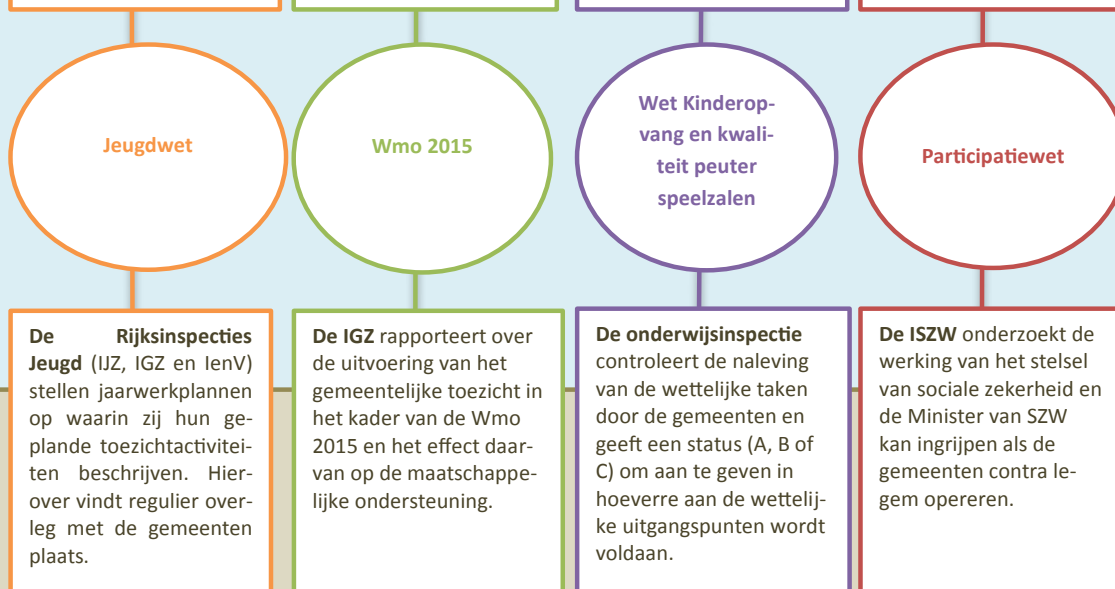 Jeugdwet
Wmo 2015
Wet Kinderop-
vang en kwali-
teit peuter
speelzalen
Participatiewet
De Rijksinspecties
Jeugd (IJZ, IGZ en IenV)
stellen jaarwerkplannen
op waarin zij hun ge-
plande toezichtactivitei-
ten beschrijven. Hier-
over vindt regulier over-
leg met de gemeenten
plaats.
De IGZ rapporteert over
de uitvoering van het
gemeentelijke toezicht in
het kader van de Wmo
2015 en het effect daar-
van op de maatschappe-
lijke ondersteuning.
De onderwijsinspectie
controleert de naleving
van de wettelijke taken
door de gemeenten en
geeft een status (A, B of
C) om aan te geven in
hoeverre aan de wettelij-
ke uitgangspunten wordt
voldaan.
De ISZW onderzoekt de
werking van het stelsel
van sociale zekerheid en
de Minister van SZW
kan ingrijpen als de
gemeenten contra le-
gem opereren.